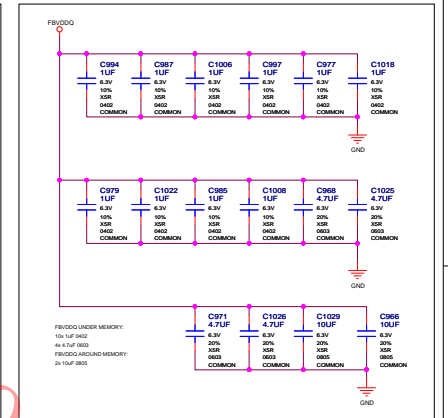 FBVDDQ
C994 C987 C1006 C997 C977 C1018
1UF 1UF 1UF 1UF 1UF 1UF
6.3V 6.3V 6.3V 6.3V 6.3V 6.3V
10% 10% 10% 10% 10% 10%
X5R X5R X5R X5R X5R X5R
0402 0402 0402 0402 0402 0402
COMMON COMMON COMMON COMMON COMMON COMMON
GND
C979 C1022 C985 C1008 C968 C1025
1UF 1UF 1UF 1UF 4.7UF 4.7UF
6.3V 6.3V 6.3V 6.3V 6.3V 6.3V
10% 10% 10% 10% 20% 20%
X5R X5R X5R X5R X5R X5R
0402 0402 0402 0402 0603 0603
COMMON COMMON COMMON COMMON COMMON COMMON
GND
C971 C1026 C1029 C966
4.7UF 4.7UF 10UF 10UF
6.3V 6.3V 6.3V 6.3V
20% 20% 20% 20%
X5R X5R X5R X5R
0603 0603 0805 0805
COMMON COMMON COMMON COMMON
FBVDDQ UNDER MEMORY:
10x 1uF 0402
4x 4.7uF 0603
FBVDDQ AROUND MEMORY:
2x 10uF 0805
GND